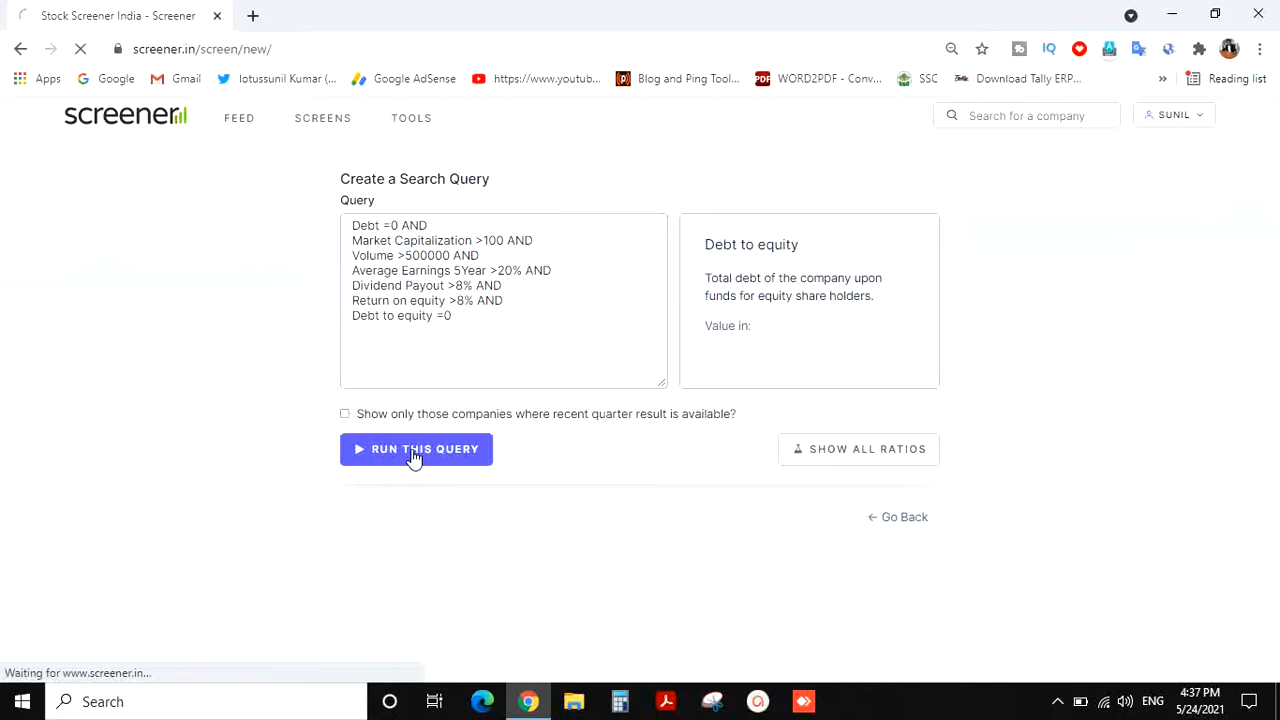 Stock Screener India - Screener
screener.in/screen/new/
Apps
Google
Gmail
lotussunil Kumar (...
Google AdSense
https://www.youtub...
Blog and Ping Tool...
WORD2PDF - Conv...
SSC
Download Tally ERP...
»
Reading list
screener
FEED
SCREENS
TOOLS
Search for a company
SUNIL
Create a Search Query
Query
Debt =0 AND
Market Capitalization >100 AND
Volume >500000 AND
Average Earnings 5Year >20% AND
Dividend Payout >8% AND
Return on equity >8% AND
Debt to equity =0
Debt to equity
Total debt of the company upon
funds for equity share holders.
Value in:
Show only those companies where recent quarter result is available?
RUN THIS QUERY
SHOW ALL RATIOS
← Go Back
Waiting for www.screener.in...
Search
ENG
4:37 PM
5/24/2021